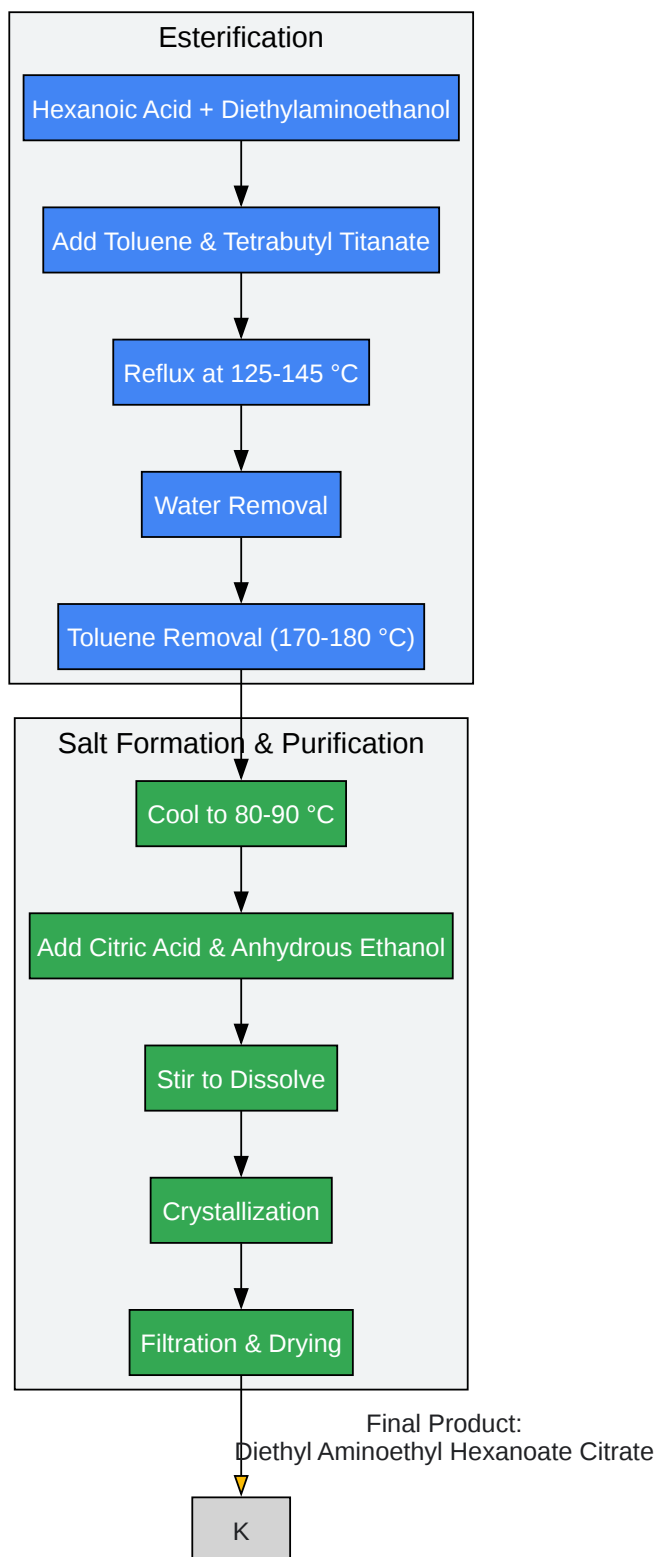 Esterification
Hexanoic Acid + Diethylaminoethanol
Add Toluene & Tetrabutyl Titanate
Reflux at 125-145 °C
Water Removal
Toluene Removal (170-180 °C)
Salt Formation & Purification
Cool to 80-90 °C
Add Citric Acid & Anhydrous Ethanol
Stir to Dissolve
Crystallization
Filtration & Drying
Final Product:
Diethyl Aminoethyl Hexanoate Citrate
K